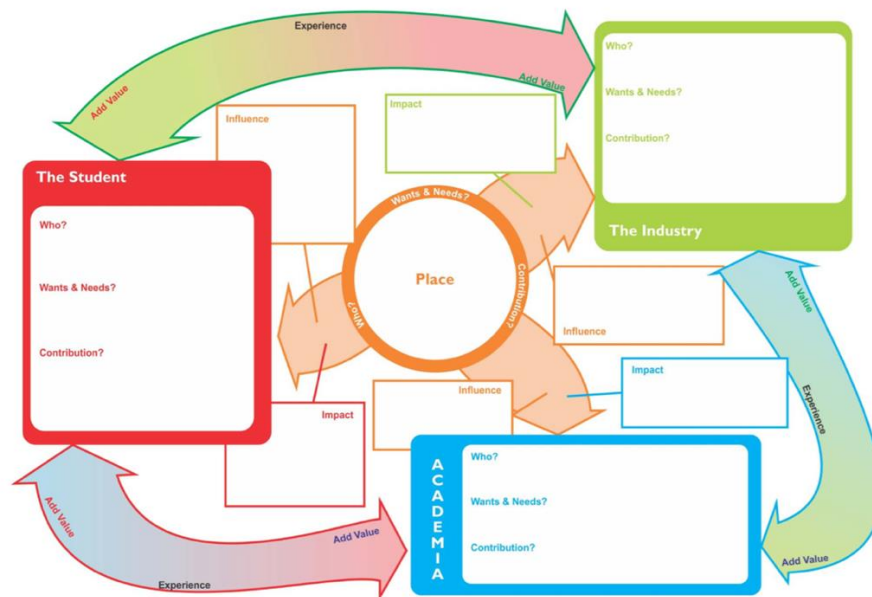 Experience
Add Value
Add Value
The Student
Who?
Wants & Needs?
Contribution?
Influence
Impact
Who?
Wants & Needs?
Contribution?
The Industry
Wants & Needs?
Contribution?
Who?
Place
Influence
Add Value
Experience
Add Value
Impact
Influence
Impact
ACADEMIA
Who?
Wants & Needs?
Contribution?
Add Value
Experience
Add Value